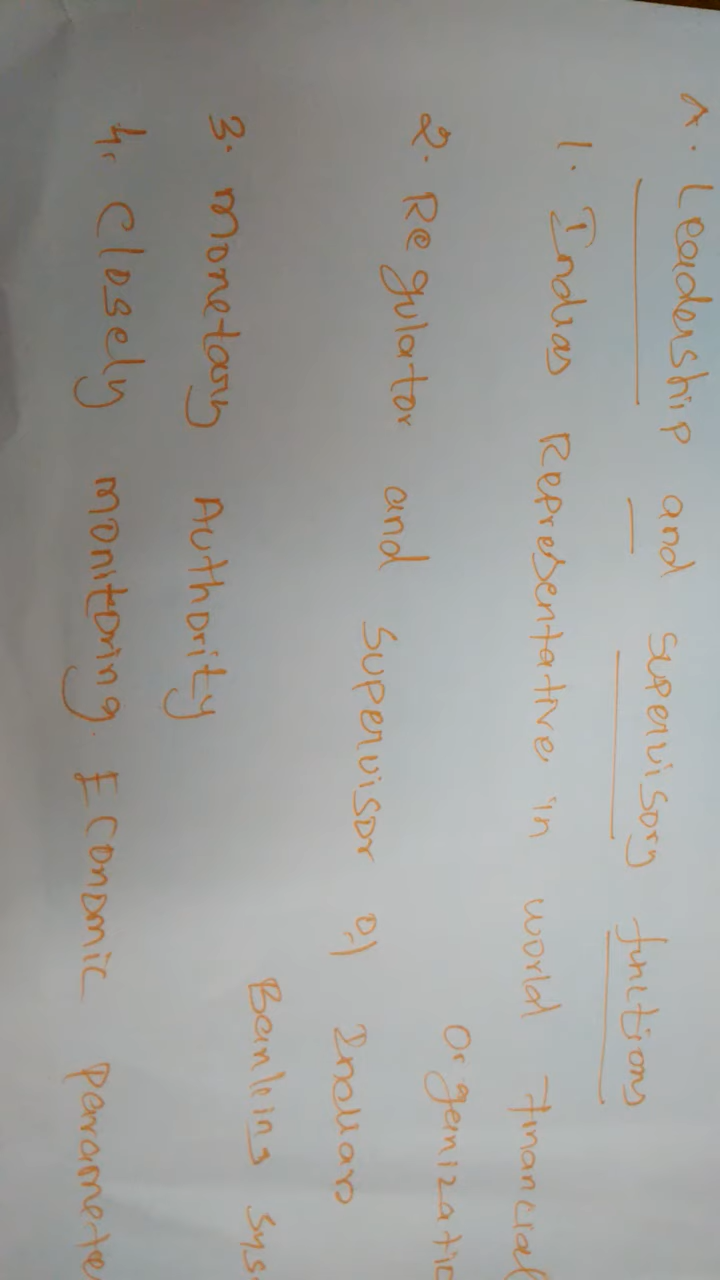 A. Leadership and supervisory functions
1. Indias Representative in world financial
Organizatio
2. Regulator and Supervisor of Indian
Banking Sys
3. Monetary Authority
4. Closely monitoring Economic paramete